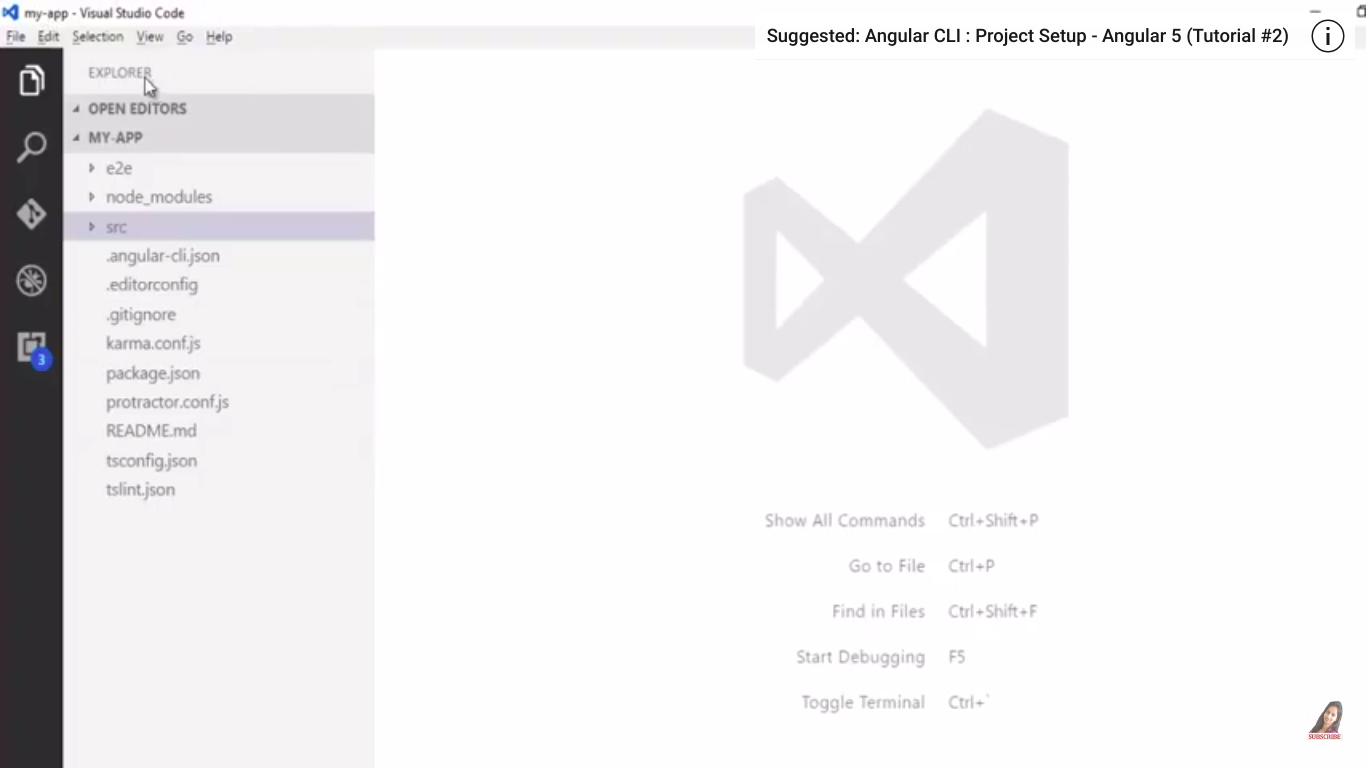 my-app - Visual Studio Code
File Edit Selection View Go Help
Suggested: Angular CLI : Project Setup - Angular 5 (Tutorial #2)
EXPLORER
OPEN EDITORS
MY-APP
e2e
node_modules
src
.angular-cli.json
.editorconfig
.gitignore
karma.conf.js
package.json
protractor.conf.js
README.md
tsconfig.json
tslint.json
3
Show All Commands Ctrl+Shift+P
Go to File Ctrl+P
Find in Files Ctrl+Shift+F
Start Debugging F5
Toggle Terminal Ctrl+`
SUBSCRIBE